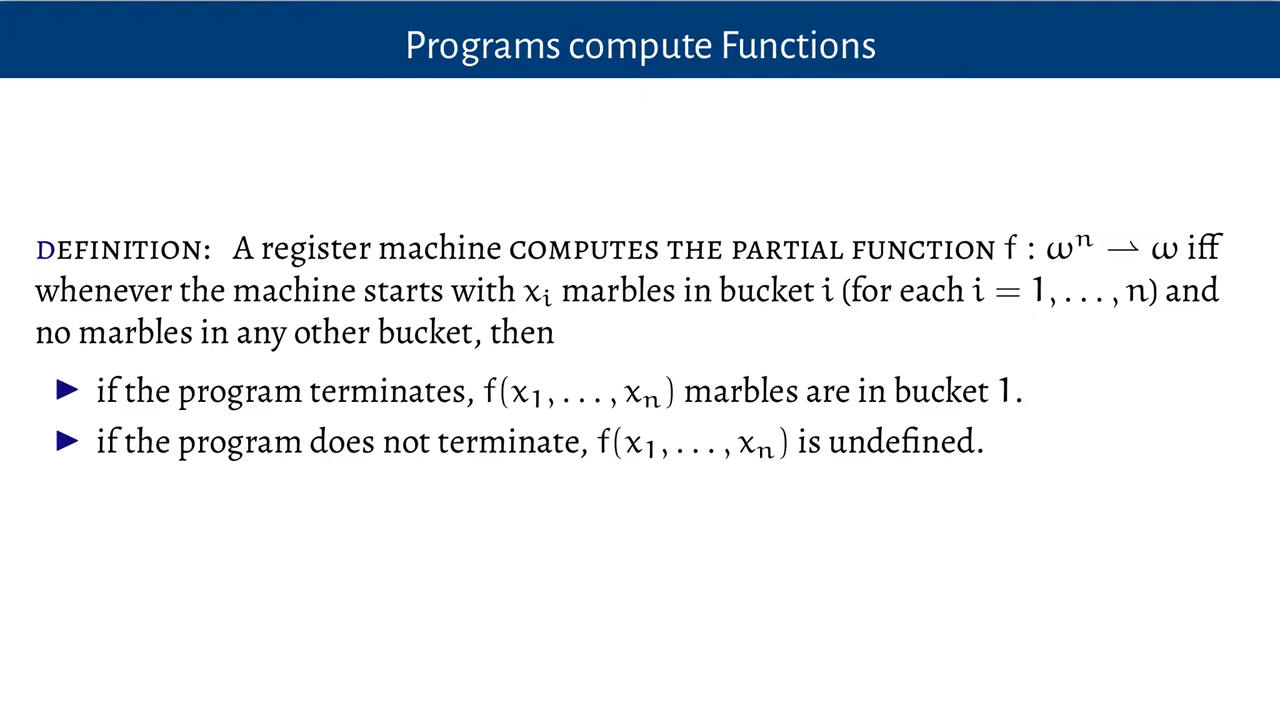 Programs compute Functions
DEFINITION: A register machine COMPUTES THE PARTIAL FUNCTION f : ωⁿ ⇀ ω iff
whenever the machine starts with xᵢ marbles in bucket i (for each i = 1, . . . , n) and
no marbles in any other bucket, then
▶ if the program terminates, f(x₁, . . . , xₙ) marbles are in bucket 1.
▶ if the program does not terminate, f(x₁, . . . , xₙ) is undefined.